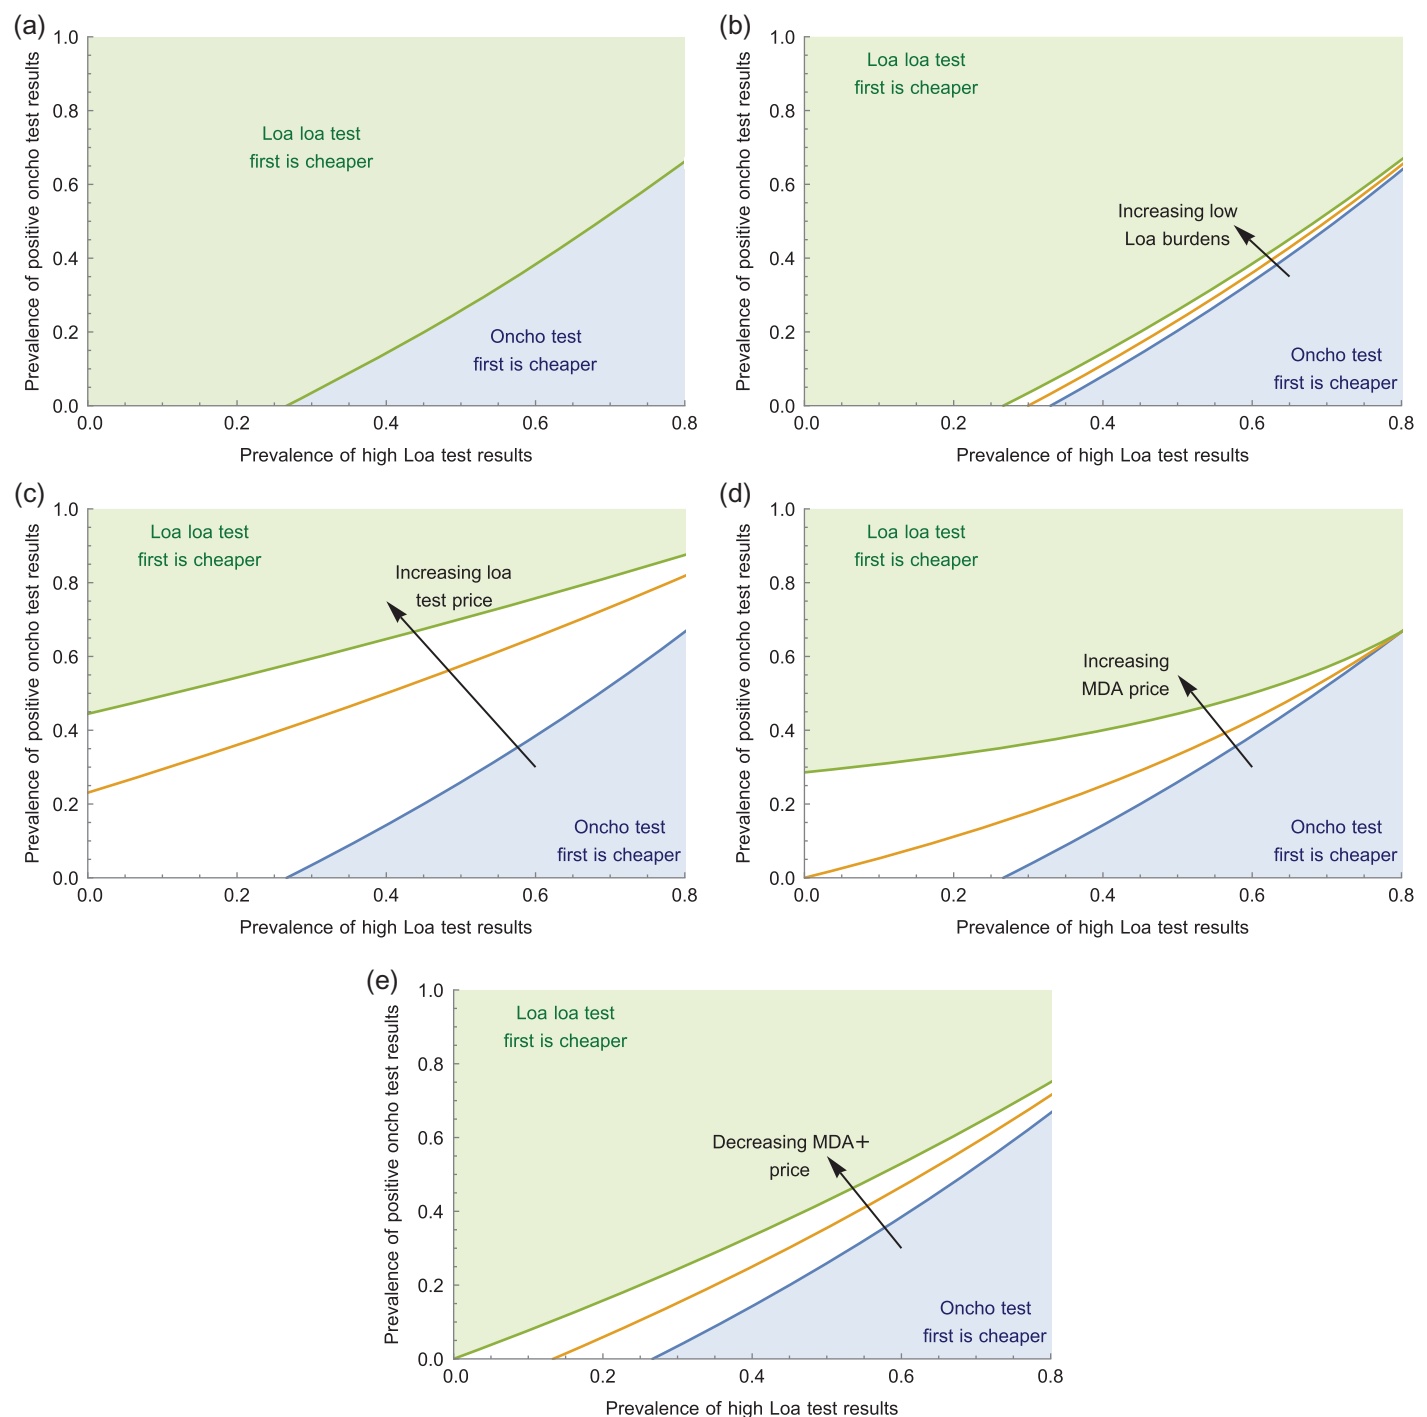 (a)
Prevalence of positive oncho test results
1.0
0.8
0.6
0.4
0.2
0.0
Loa loa test
first is cheaper
Oncho test
first is cheaper
0.0 0.2 0.4 0.6 0.8
Prevalence of high Loa test results
(b)
Prevalence of positive oncho test results
1.0
0.8
0.6
0.4
0.2
0.0
Loa loa test
first is cheaper
Increasing low
Loa burdens
Oncho test
first is cheaper
0.0 0.2 0.4 0.6 0.8
Prevalence of high Loa test results
(c)
Prevalence of positive oncho test results
1.0
0.8
0.6
0.4
0.2
0.0
Loa loa test
first is cheaper
Increasing loa
test price
Oncho test
first is cheaper
0.0 0.2 0.4 0.6 0.8
Prevalence of high Loa test results
(d)
Prevalence of positive oncho test results
1.0
0.8
0.6
0.4
0.2
0.0
Loa loa test
first is cheaper
Increasing
MDA price
Oncho test
first is cheaper
0.0 0.2 0.4 0.6 0.8
Prevalence of high Loa test results
(e)
Prevalence of positive oncho test results
1.0
0.8
0.6
0.4
0.2
0.0
Loa loa test
first is cheaper
Decreasing MDA+
price
Oncho test
first is cheaper
0.0 0.2 0.4 0.6 0.8
Prevalence of high Loa test results